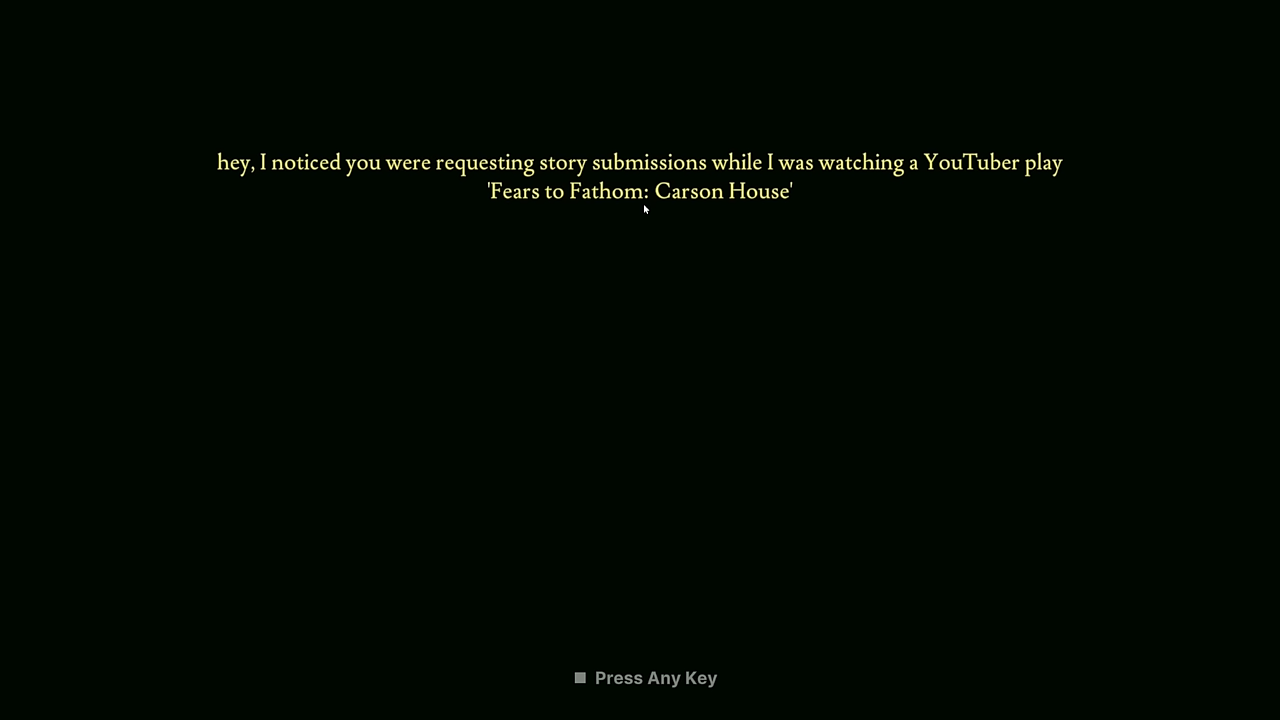 hey, I noticed you were requesting story submissions while I was watching a YouTuber play
'Fears to Fathom: Carson House'
Press Any Key